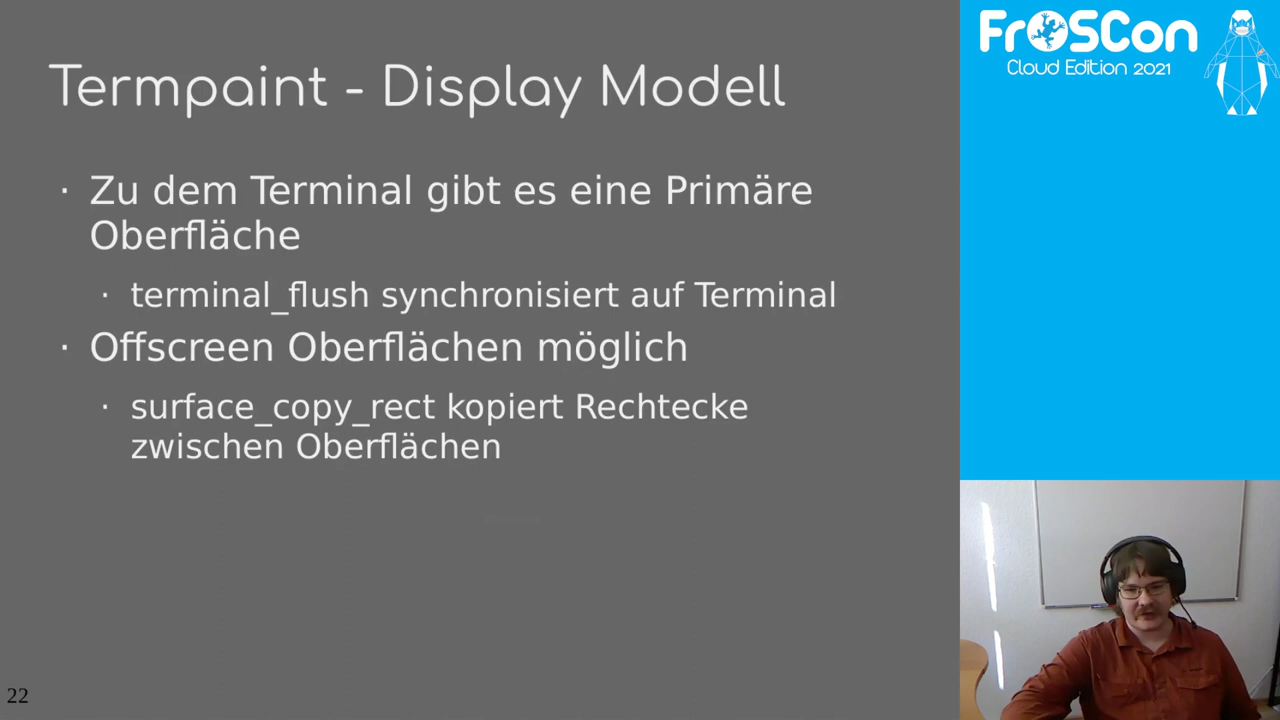 Termpaint - Display Modell
· Zu dem Terminal gibt es eine Primäre
Oberfläche
· terminal_flush synchronisiert auf Terminal
· Offscreen Oberflächen möglich
· surface_copy_rect kopiert Rechtecke
zwischen Oberflächen
22
FrOSCon
Cloud Edition 2021